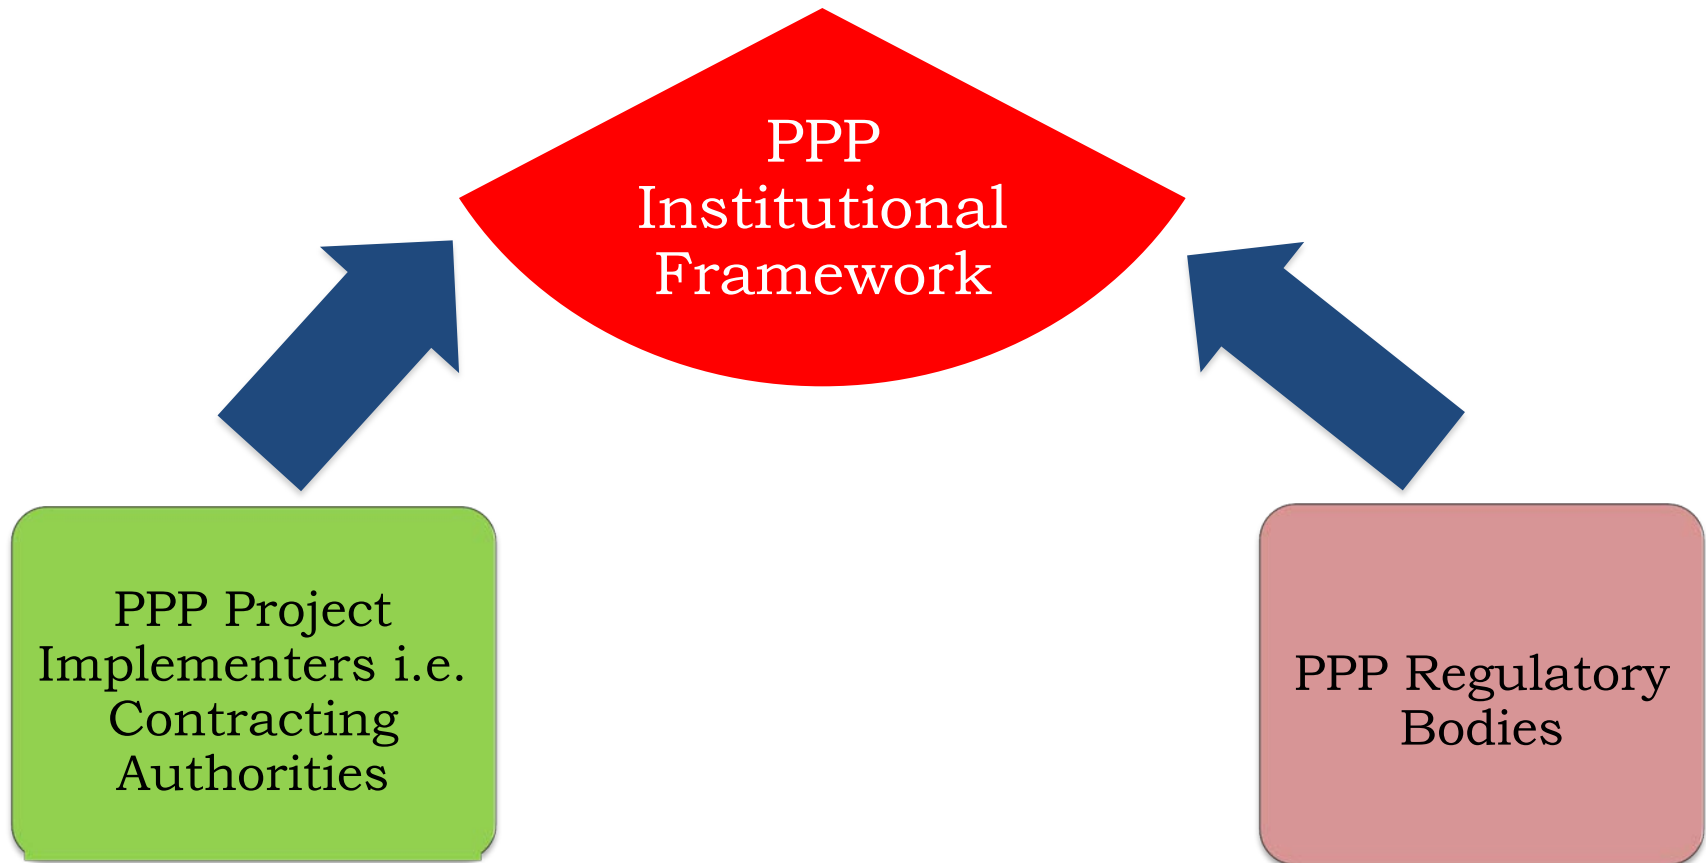 PPP
Institutional
Framework
PPP Project
Implementers i.e.
Contracting
Authorities
PPP Regulatory
Bodies